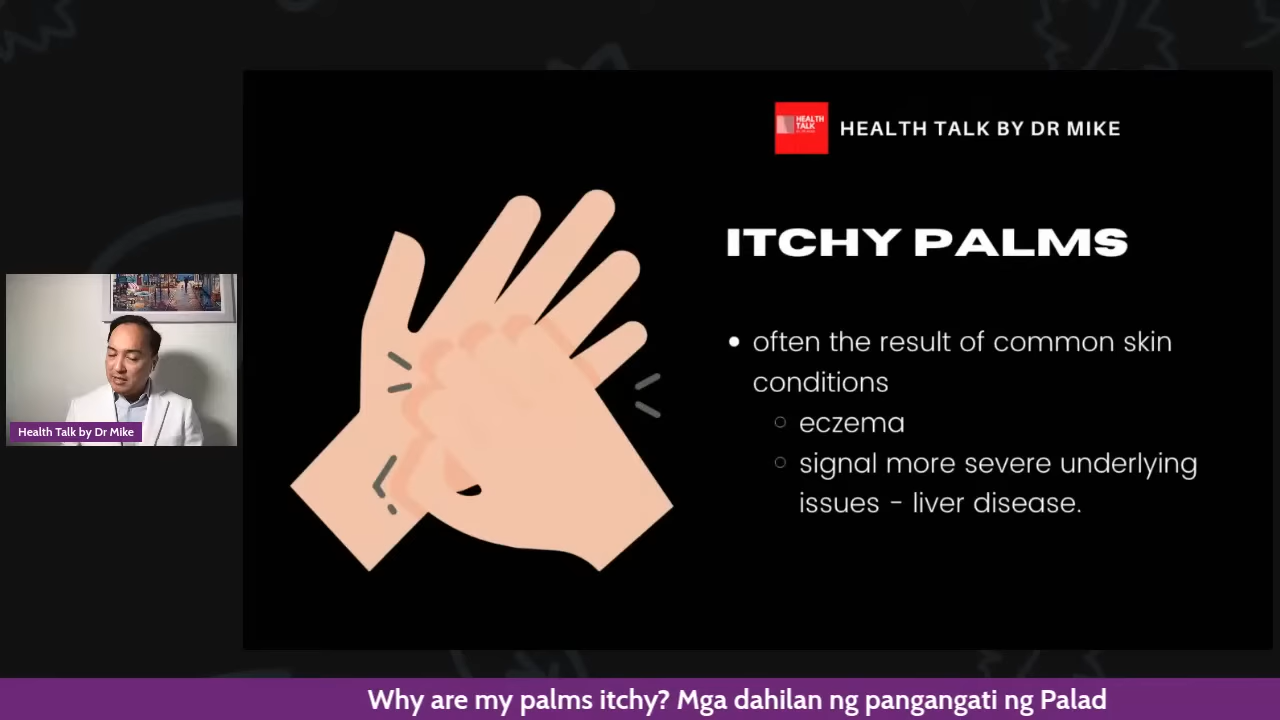 HEALTH
TALK
HEALTH TALK BY DR MIKE
ITCHY PALMS
often the result of common skin
conditions
eczema
signal more severe underlying
issues - liver disease.
Health Talk by Dr Mike
Why are my palms itchy? Mga dahilan ng pangangati ng Palad